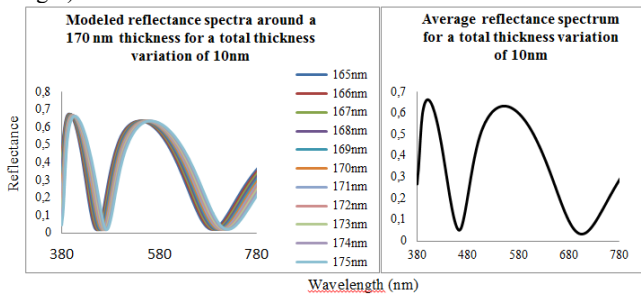 Modeled reflectance spectra around a
170 nm thickness for a total thickness
variation of 10nm
Reflectance
0,8
0,7
0,6
0,5
0,4
0,3
0,2
0,1
0
380
580
780
165nm
166nm
167nm
168nm
169nm
170nm
171nm
172nm
173nm
174nm
175nm
Average reflectance spectrum
for a total thickness variation
of 10nm
0,7
0,6
0,5
0,4
0,3
0,2
0,1
0
380
480
580
680
780
Wavelength (nm)